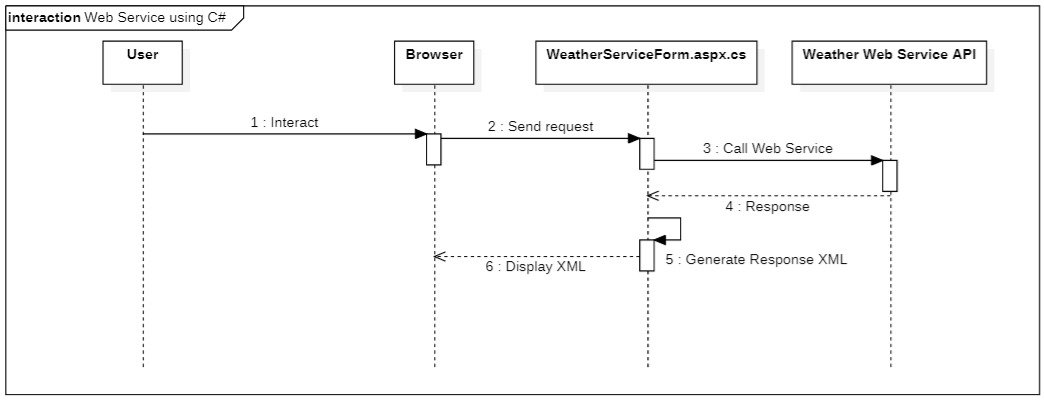 interaction Web Service using C#
User
Browser
WeatherServiceForm.aspx.cs
Weather Web Service API
1 : Interact
2 : Send request
3 : Call Web Service
4 : Response
5 : Generate Response XML
6 : Display XML